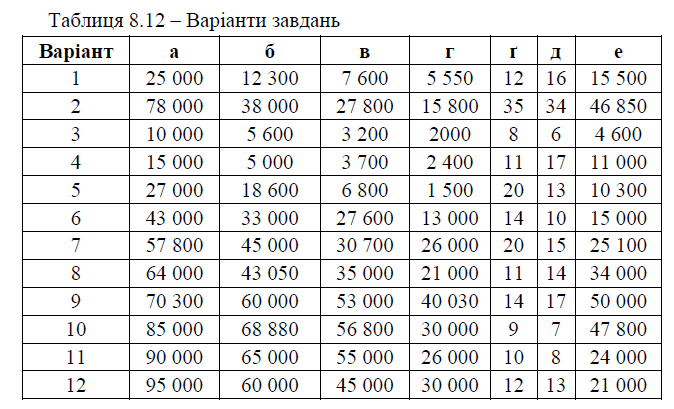 Таблиця 8.12 – Варіанти завдань
Варіант а б в г ґ д е
1 25 000 12 300 7 600 5 550 12 16 15 500
2 78 000 38 000 27 800 15 800 35 34 46 850
3 10 000 5 600 3 200 2000 8 6 4 600
4 15 000 5 000 3 700 2 400 11 17 11 000
5 27 000 18 600 6 800 1 500 20 13 10 300
6 43 000 33 000 27 600 13 000 14 10 15 000
7 57 800 45 000 30 700 26 000 20 15 25 100
8 64 000 43 050 35 000 21 000 11 14 34 000
9 70 300 60 000 53 000 40 030 14 17 50 000
10 85 000 68 880 56 800 30 000 9 7 47 800
11 90 000 65 000 55 000 26 000 10 8 24 000
12 95 000 60 000 45 000 30 000 12 13 21 000